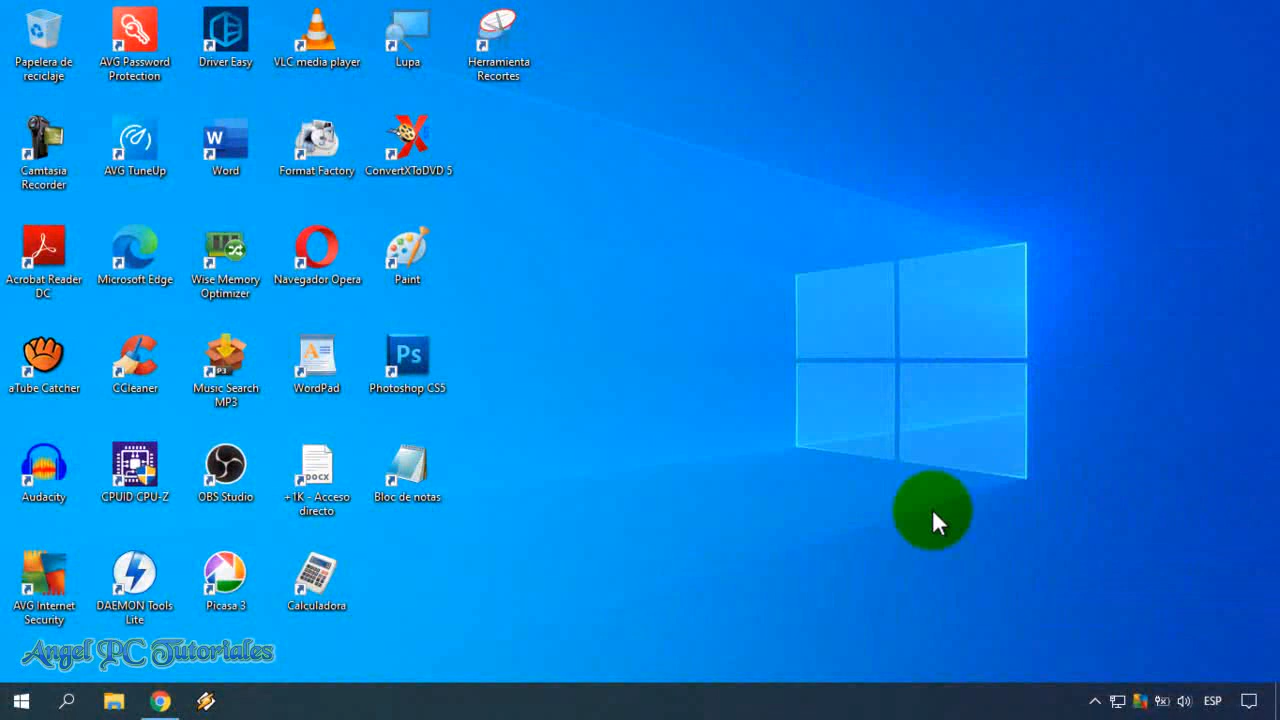 Papelera de
reciclaje
AVG Password
Protection
Driver Easy
VLC media player
Lupa
Herramienta
Recortes
Camtasia
Recorder
AVG TuneUp
W
Word
Format Factory
X
ConvertXToDVD 5
Acrobat Reader
DC
Microsoft Edge
Wise Memory
Optimizer
Navegador Opera
Paint
aTube Catcher
CCleaner
P3
Music Search
MP3
A
WordPad
Ps
Photoshop CS5
Audacity
CPUID CPU-Z
OBS Studio
DOCX
+1K - Acceso
directo
Bloc de notas
AVG Internet
Security
DAEMON Tools
Lite
Picasa 3
Calculadora
Angel PC Tutoriales
ESP